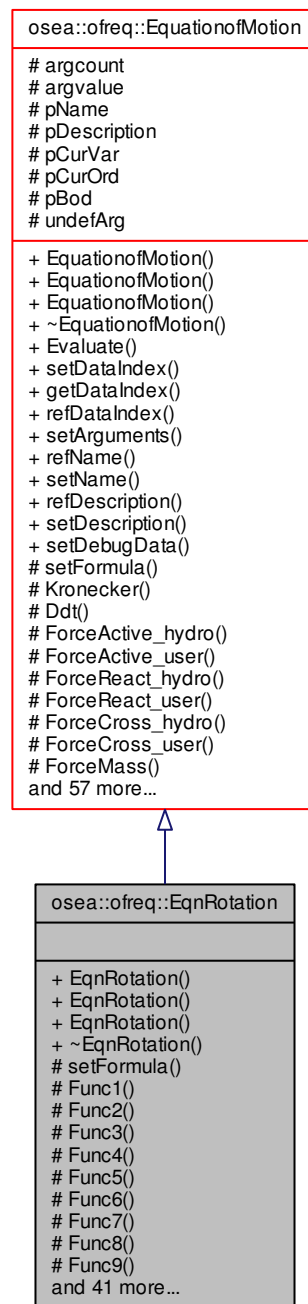 osea::ofreq::EquationofMotion
# argcount
# argvalue
# pName
# pDescription
# pCurVar
# pCurOrd
# pBod
# undefArg
+ EquationofMotion()
+ EquationofMotion()
+ EquationofMotion()
+ ~EquationofMotion()
+ Evaluate()
+ setDataIndex()
+ getDataIndex()
+ refDataIndex()
+ setArguments()
+ refName()
+ setName()
+ refDescription()
+ setDescription()
+ setDebugData()
# setFormula()
# Kronecker()
# Ddt()
# ForceActive_hydro()
# ForceActive_user()
# ForceReact_hydro()
# ForceReact_user()
# ForceCross_hydro()
# ForceCross_user()
# ForceMass()
and 57 more...
osea::ofreq::EqnRotation
+ EqnRotation()
+ EqnRotation()
+ EqnRotation()
+ ~EqnRotation()
# setFormula()
# Func1()
# Func2()
# Func3()
# Func4()
# Func5()
# Func6()
# Func7()
# Func8()
# Func9()
and 41 more...